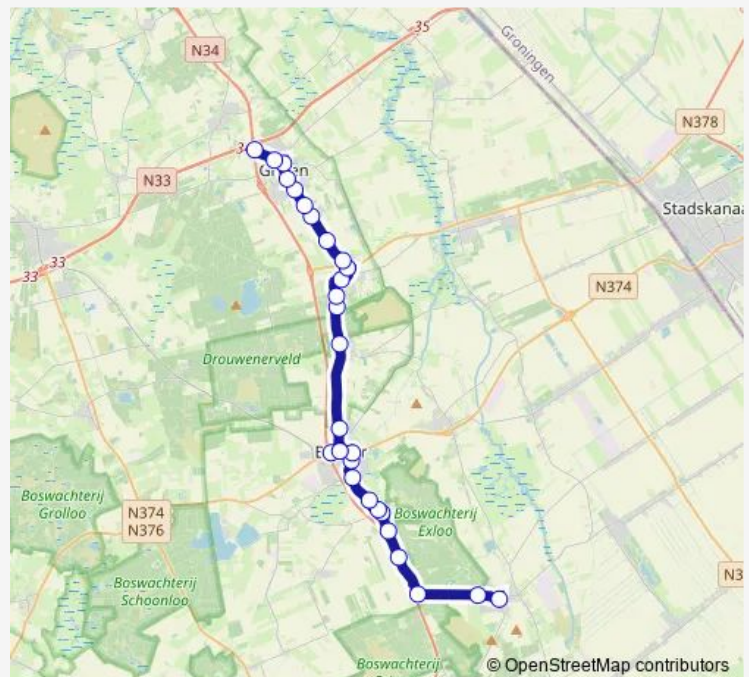 35
N34
Groningen
N378
N33
Stadskanaal
33 33
N374
Drouwenerveld
Boswachterij
Grolloo
N374
N376
Boswachterij
Exloo
Boswachterij
Schoonloo
Boswachterij
© OpenStreetMap contributors